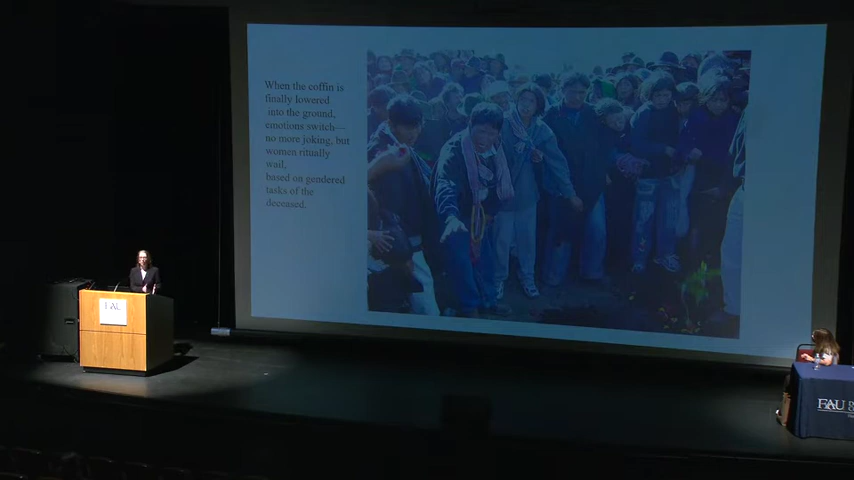 When the coffin is
finally lowered
into the ground,
emotions switch—
no more joking, but
women ritually
wail,
based on gendered
tasks of the
deceased.
FAU
FAU